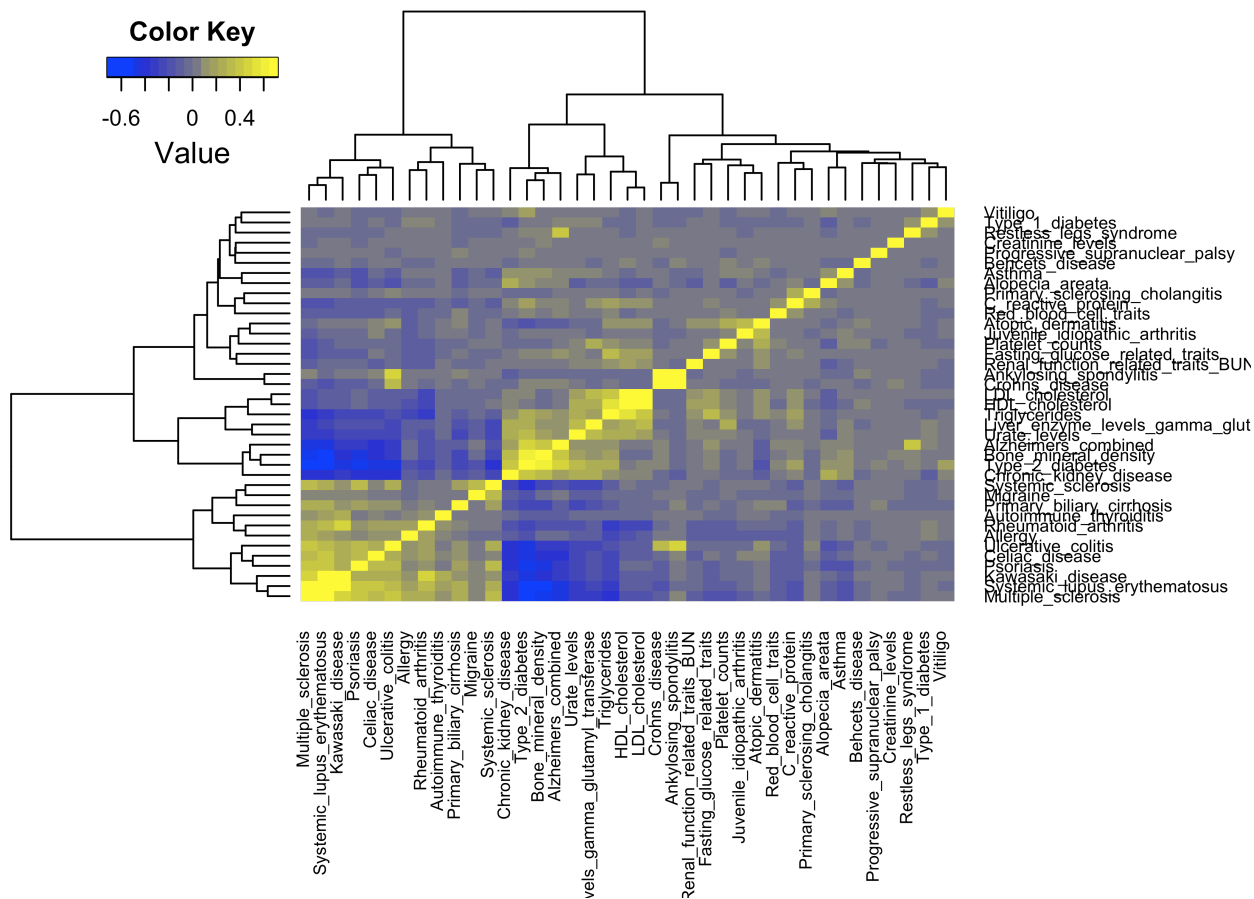 Color Key
-0.6 0 0.4
Value
Vitiligo
Type_1_diabetes
Restless_legs_syndrome
Creatinine_levels
Progressive_supranuclear_palsy
Behcets_disease
Asthma
Alopecia_areata
Primary_sclerosing_cholangitis
C_reactive_protein
Red_blood_cell_traits
Atopic_dermatitis
Juvenile_idiopathic_arthritis
Platelet_counts
Fasting_glucose_related_traits
Renal_function_related_traits_BUN
Ankylosing_spondylitis
Crohns_disease
LDL_cholesterol
HDL_cholesterol
Triglycerides
Liver_enzyme_levels_gamma_glut
Urate_levels
Alzheimers_combined
Bone_mineral_density
Type_2_diabetes
Chronic_kidney_disease
Systemic_sclerosis
Migraine
Primary_biliary_cirrhosis
Autoimmune_thyroiditis
Rheumatoid_arthritis
Allergy
Ulcerative_colitis
Celiac_disease
Psoriasis
Kawasaki_disease
Systemic_lupus_erythematosus
Multiple_sclerosis
Multiple_sclerosis
Systemic_lupus_erythematosus
Kawasaki_disease
Psoriasis
Celiac_disease
Ulcerative_colitis
Allergy
Rheumatoid_arthritis
Autoimmune_thyroiditis
Primary_biliary_cirrhosis
Migraine
Systemic_sclerosis
Chronic_kidney_disease
Type_2_diabetes
Bone_mineral_density
Alzheimers_combined
Urate_levels
vels_gamma_glutamyl_transferase
Triglycerides
HDL_cholesterol
LDL_cholesterol
Crohns_disease
Ankylosing_spondylitis
Renal_function_related_traits_BUN
Fasting_glucose_related_traits
Platelet_counts
Juvenile_idiopathic_arthritis
Atopic_dermatitis
Red_blood_cell_traits
C_reactive_protein
Primary_sclerosing_cholangitis
Alopecia_areata
Asthma
Behcets_disease
Progressive_supranuclear_palsy
Creatinine_levels
Restless_legs_syndrome
Type_1_diabetes
Vitiligo